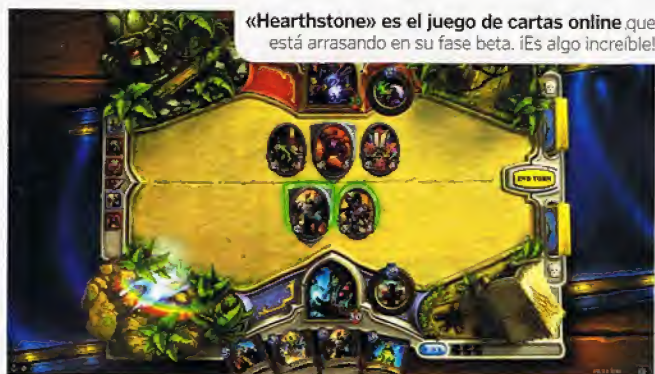 «Hearthstone» es el juego de cartas online que
está arrasando en su fase beta. ¡Es algo increíble!
END TURN
30